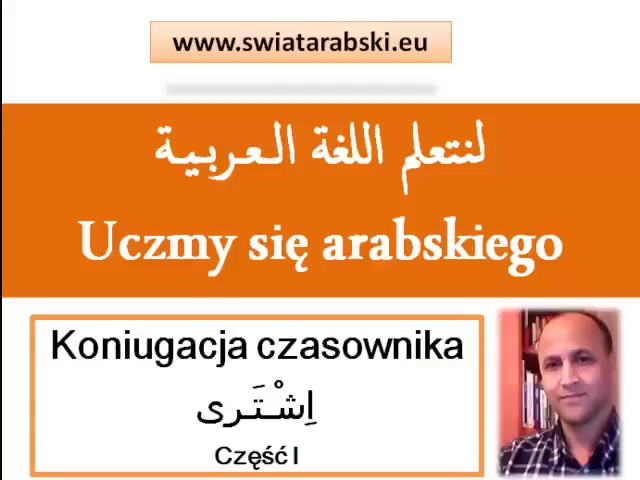 www.swiatarabski.eu
لنتعلم اللغة العربية
Uczmy się arabskiego
Koniugacja czasownika
اِشْتَرى
Część I